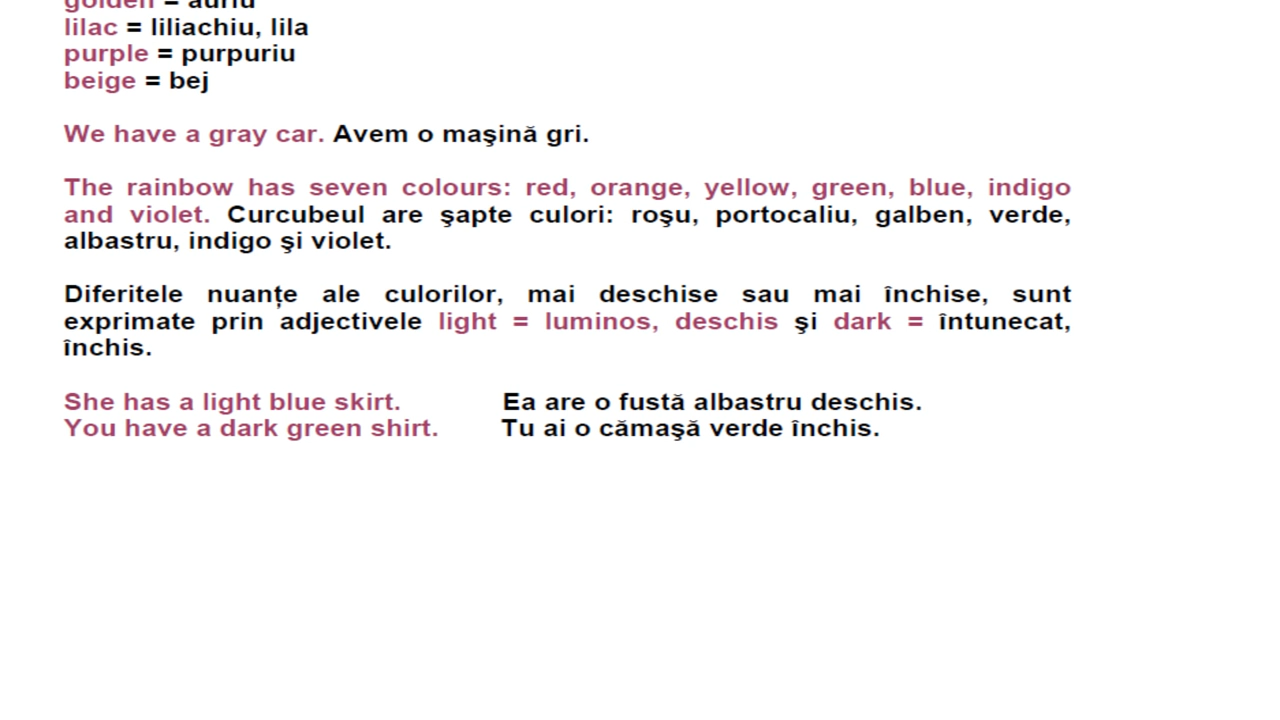 golden = auriu
lilac = liliachiu, lila
purple = purpuriu
beige = bej
We have a gray car. Avem o maşină gri.
The rainbow has seven colours: red, orange, yellow, green, blue, indigo
and violet. Curcubeul are şapte culori: roşu, portocaliu, galben, verde,
albastru, indigo şi violet.
Diferitele nuanțe ale culorilor, mai deschise sau mai închise, sunt
exprimate prin adjectivele light = luminos, deschis şi dark = întunecat,
închis.
She has a light blue skirt. Ea are o fustă albastru deschis.
You have a dark green shirt. Tu ai o cămaşă verde închis.